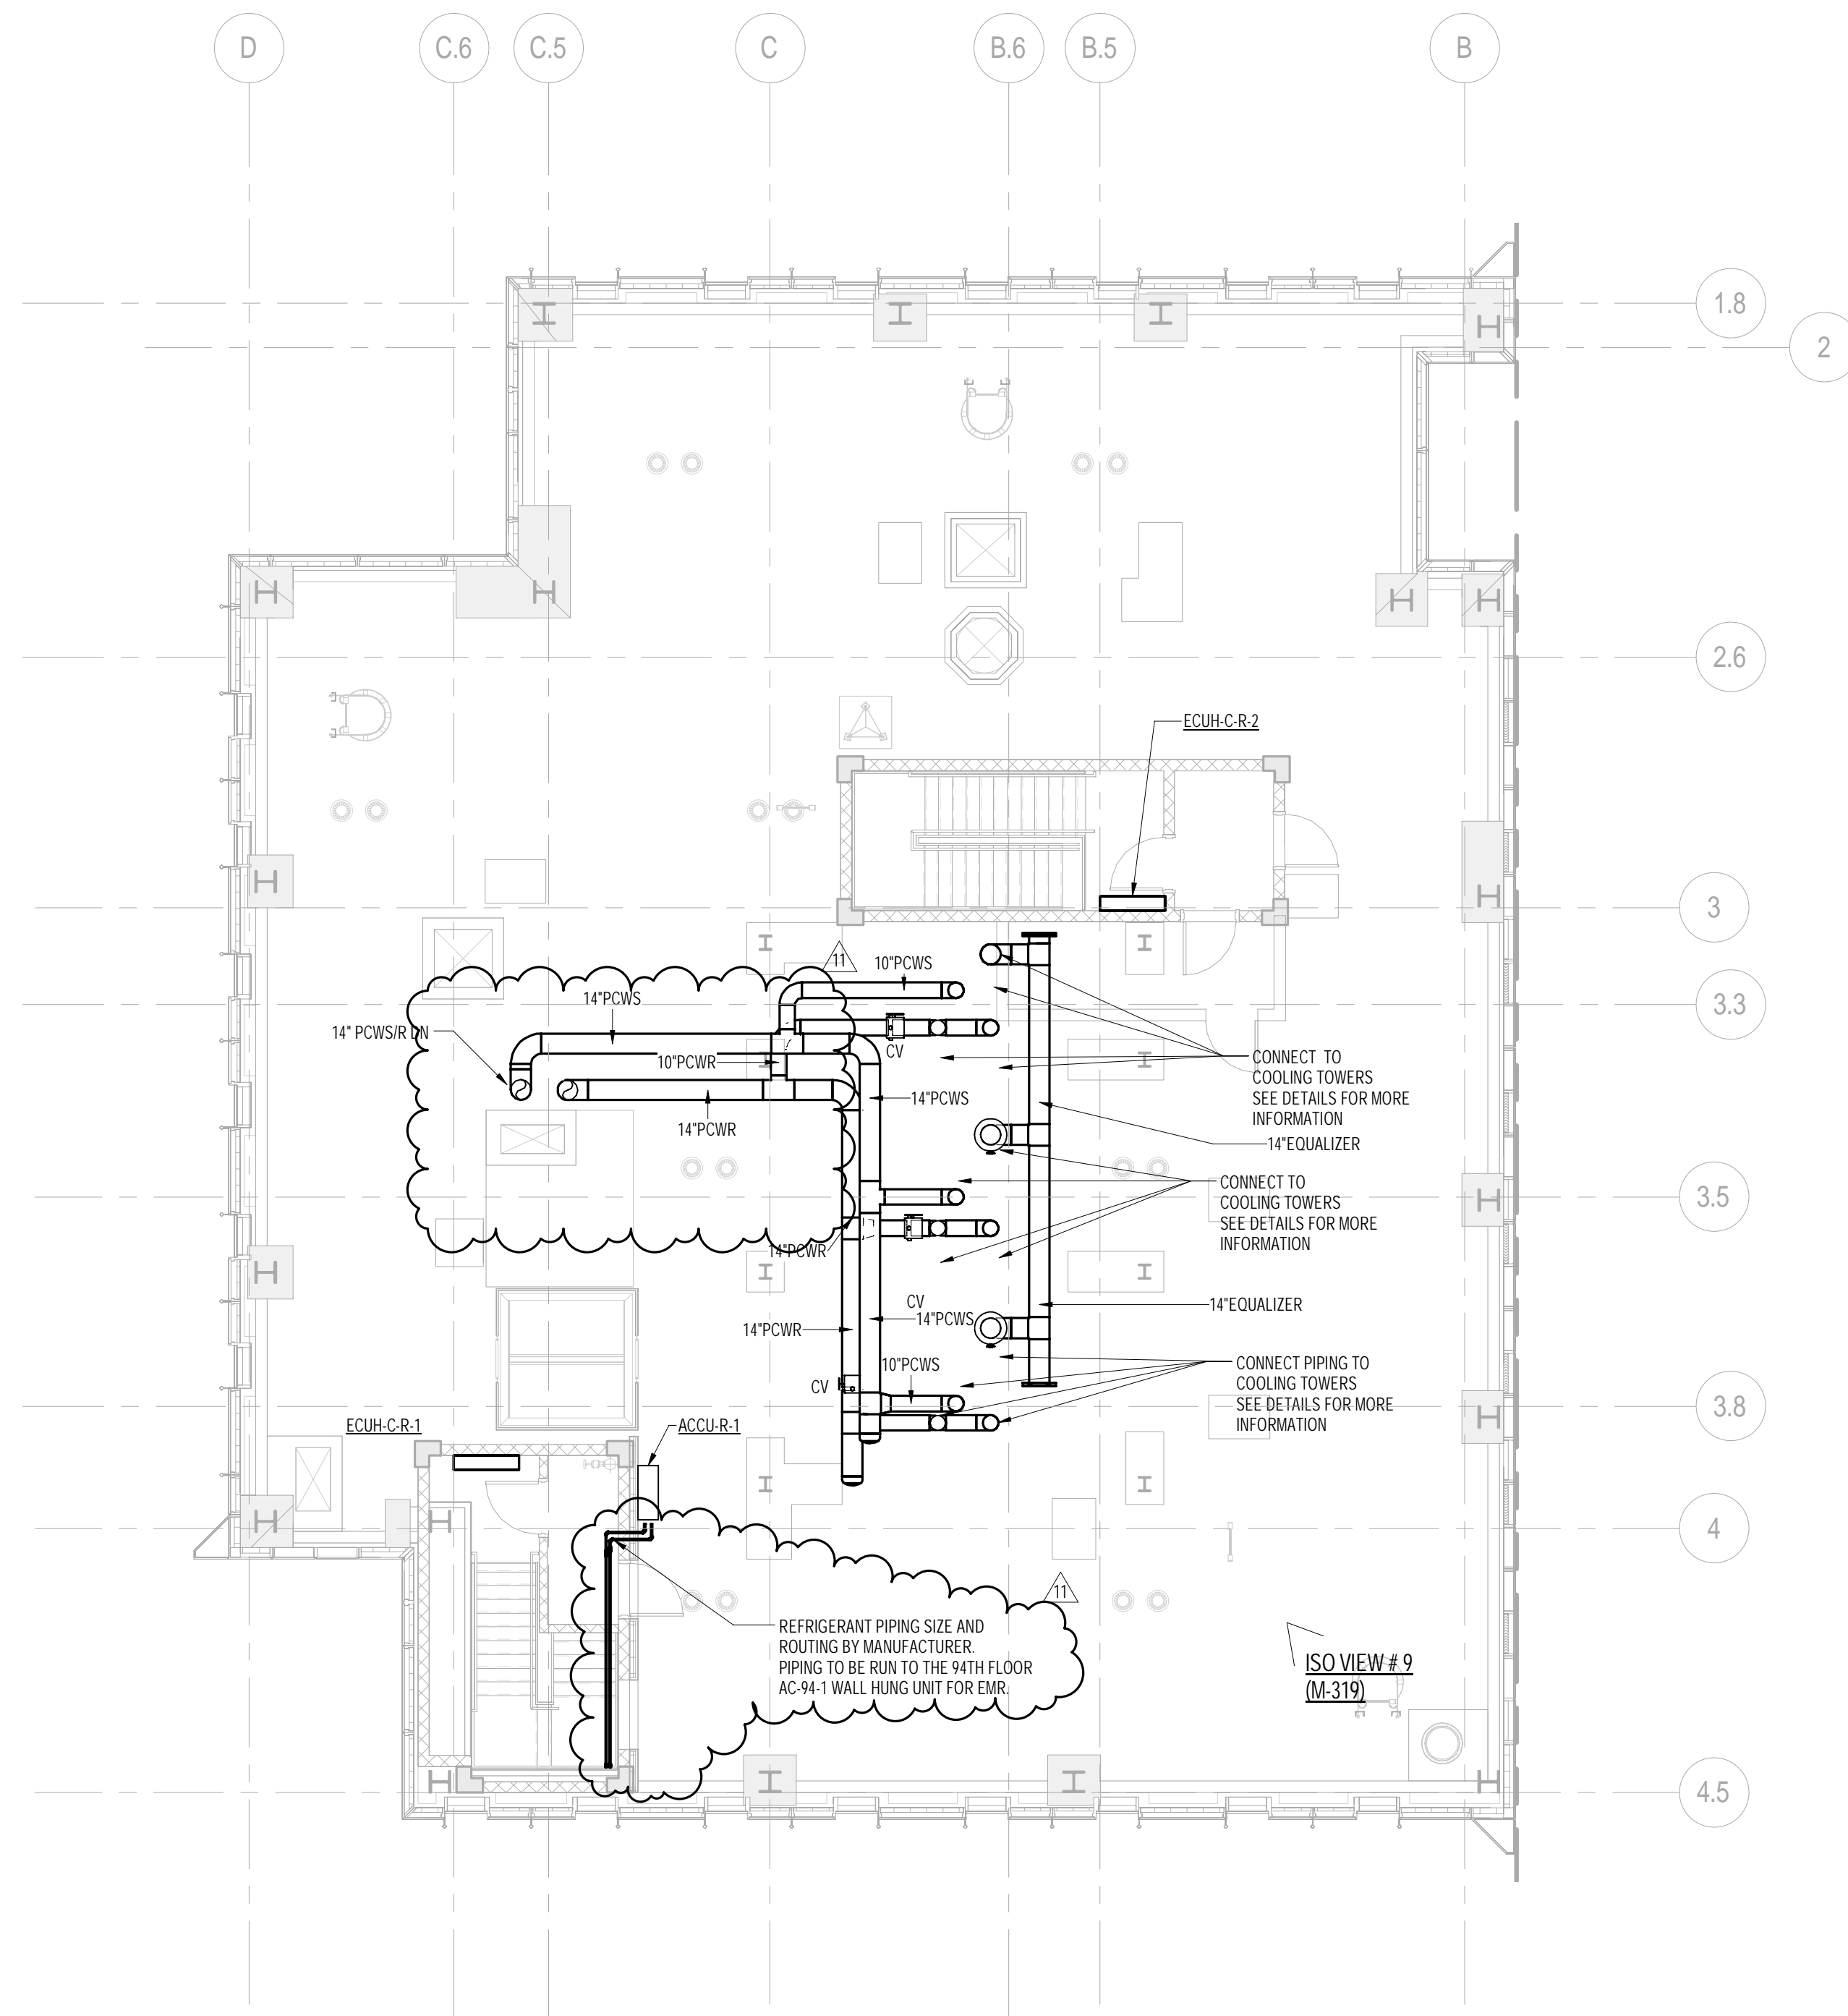 D
C.6
C.5
C
B.6
B.5
B
1.8
2
2.6
ECUH-C-R-2
3
11
10"PCWS
14"PCWS
3.3
14" PCWS/R DN
CV
10"PCWR
CONNECT TO
COOLING TOWERS
SEE DETAILS FOR MORE
INFORMATION
14"PCWS
14"PCWR
14"EQUALIZER
CONNECT TO
COOLING TOWERS
SEE DETAILS FOR MORE
INFORMATION
3.5
14"PCWR
CV
14"PCWS
14"EQUALIZER
14"PCWR
10"PCWS
CV
CONNECT PIPING TO
COOLING TOWERS
SEE DETAILS FOR MORE
INFORMATION
3.8
ECUH-C-R-1
ACCU-R-1
4
11
REFRIGERANT PIPING SIZE AND
ROUTING BY MANUFACTURER.
PIPING TO BE RUN TO THE 94TH FLOOR
AC-94-1 WALL HUNG UNIT FOR EMR.
ISO VIEW # 9
(M-319)
4.5